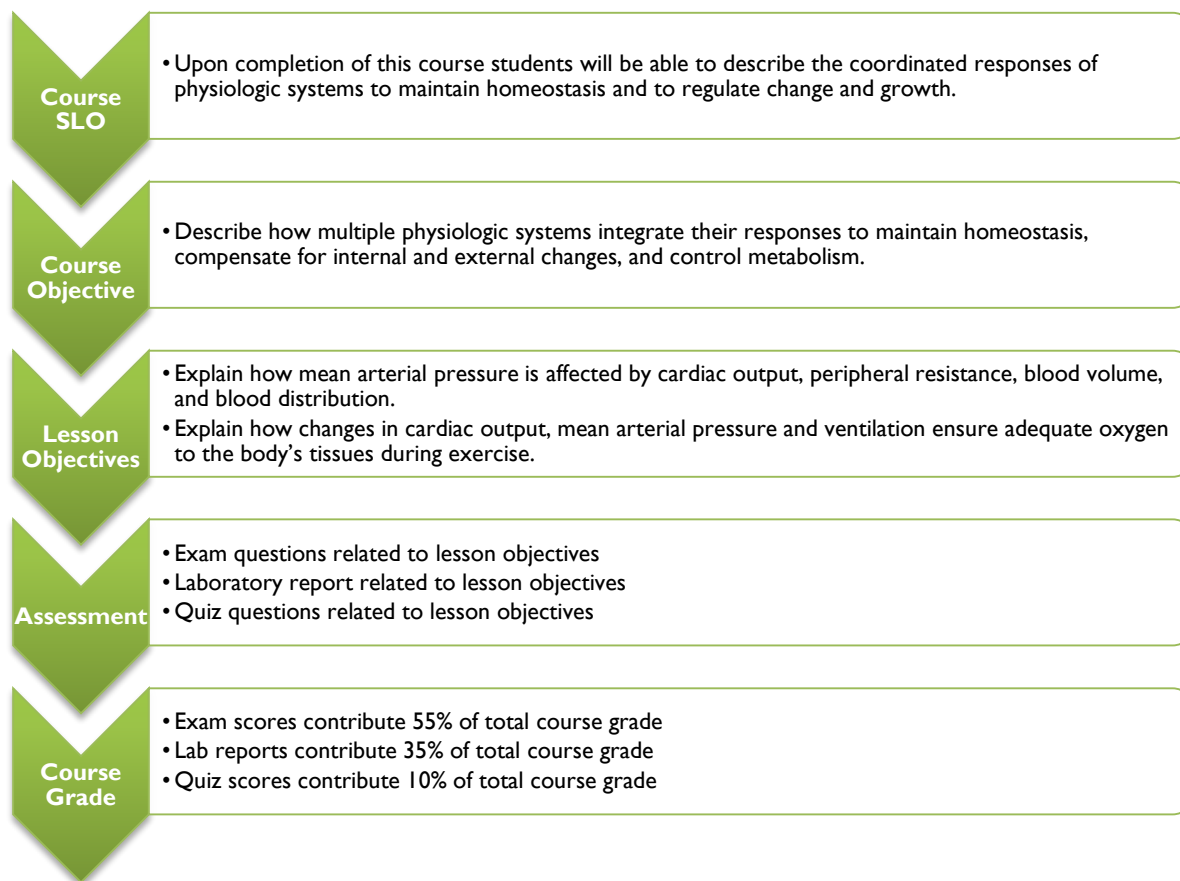 Course
SLO
• Upon completion of this course students will be able to describe the coordinated responses of
physiologic systems to maintain homeostasis and to regulate change and growth.
Course
Objective
• Describe how multiple physiologic systems integrate their responses to maintain homeostasis,
compensate for internal and external changes, and control metabolism.
Lesson
Objectives
• Explain how mean arterial pressure is affected by cardiac output, peripheral resistance, blood volume,
and blood distribution.
• Explain how changes in cardiac output, mean arterial pressure and ventilation ensure adequate oxygen
to the body's tissues during exercise.
Assessment
• Exam questions related to lesson objectives
• Laboratory report related to lesson objectives
• Quiz questions related to lesson objectives
Course
Grade
• Exam scores contribute 55% of total course grade
• Lab reports contribute 35% of total course grade
• Quiz scores contribute 10% of total course grade